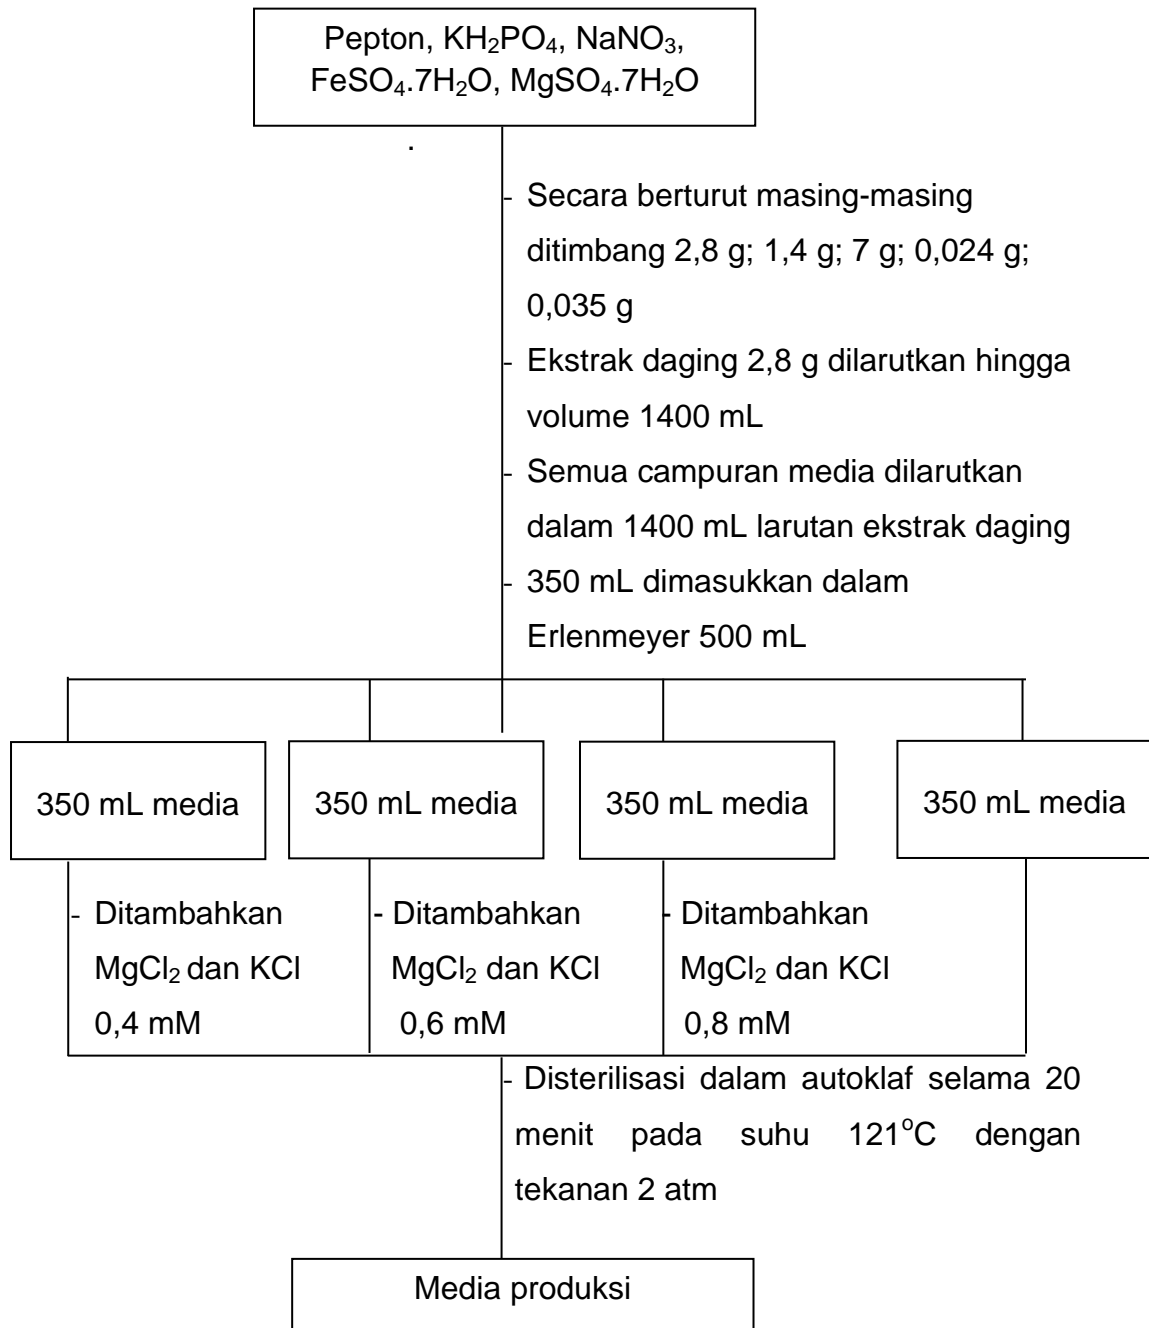 Pepton, KH₂PO₄, NaNO₃,
FeSO₄.7H₂O, MgSO₄.7H₂O
.
- Secara berturut masing-masing
ditimbang 2,8 g; 1,4 g; 7 g; 0,024 g;
0,035 g
- Ekstrak daging 2,8 g dilarutkan hingga
volume 1400 mL
- Semua campuran media dilarutkan
dalam 1400 mL larutan ekstrak daging
- 350 mL dimasukkan dalam
Erlenmeyer 500 mL
350 mL media
350 mL media
350 mL media
350 mL media
- Ditambahkan
MgCl₂ dan KCl
0,4 mM
- Ditambahkan
MgCl₂ dan KCl
0,6 mM
- Ditambahkan
MgCl₂ dan KCl
0,8 mM
- Disterilisasi dalam autoklaf selama 20
menit pada suhu 121°C dengan
tekanan 2 atm
Media produksi